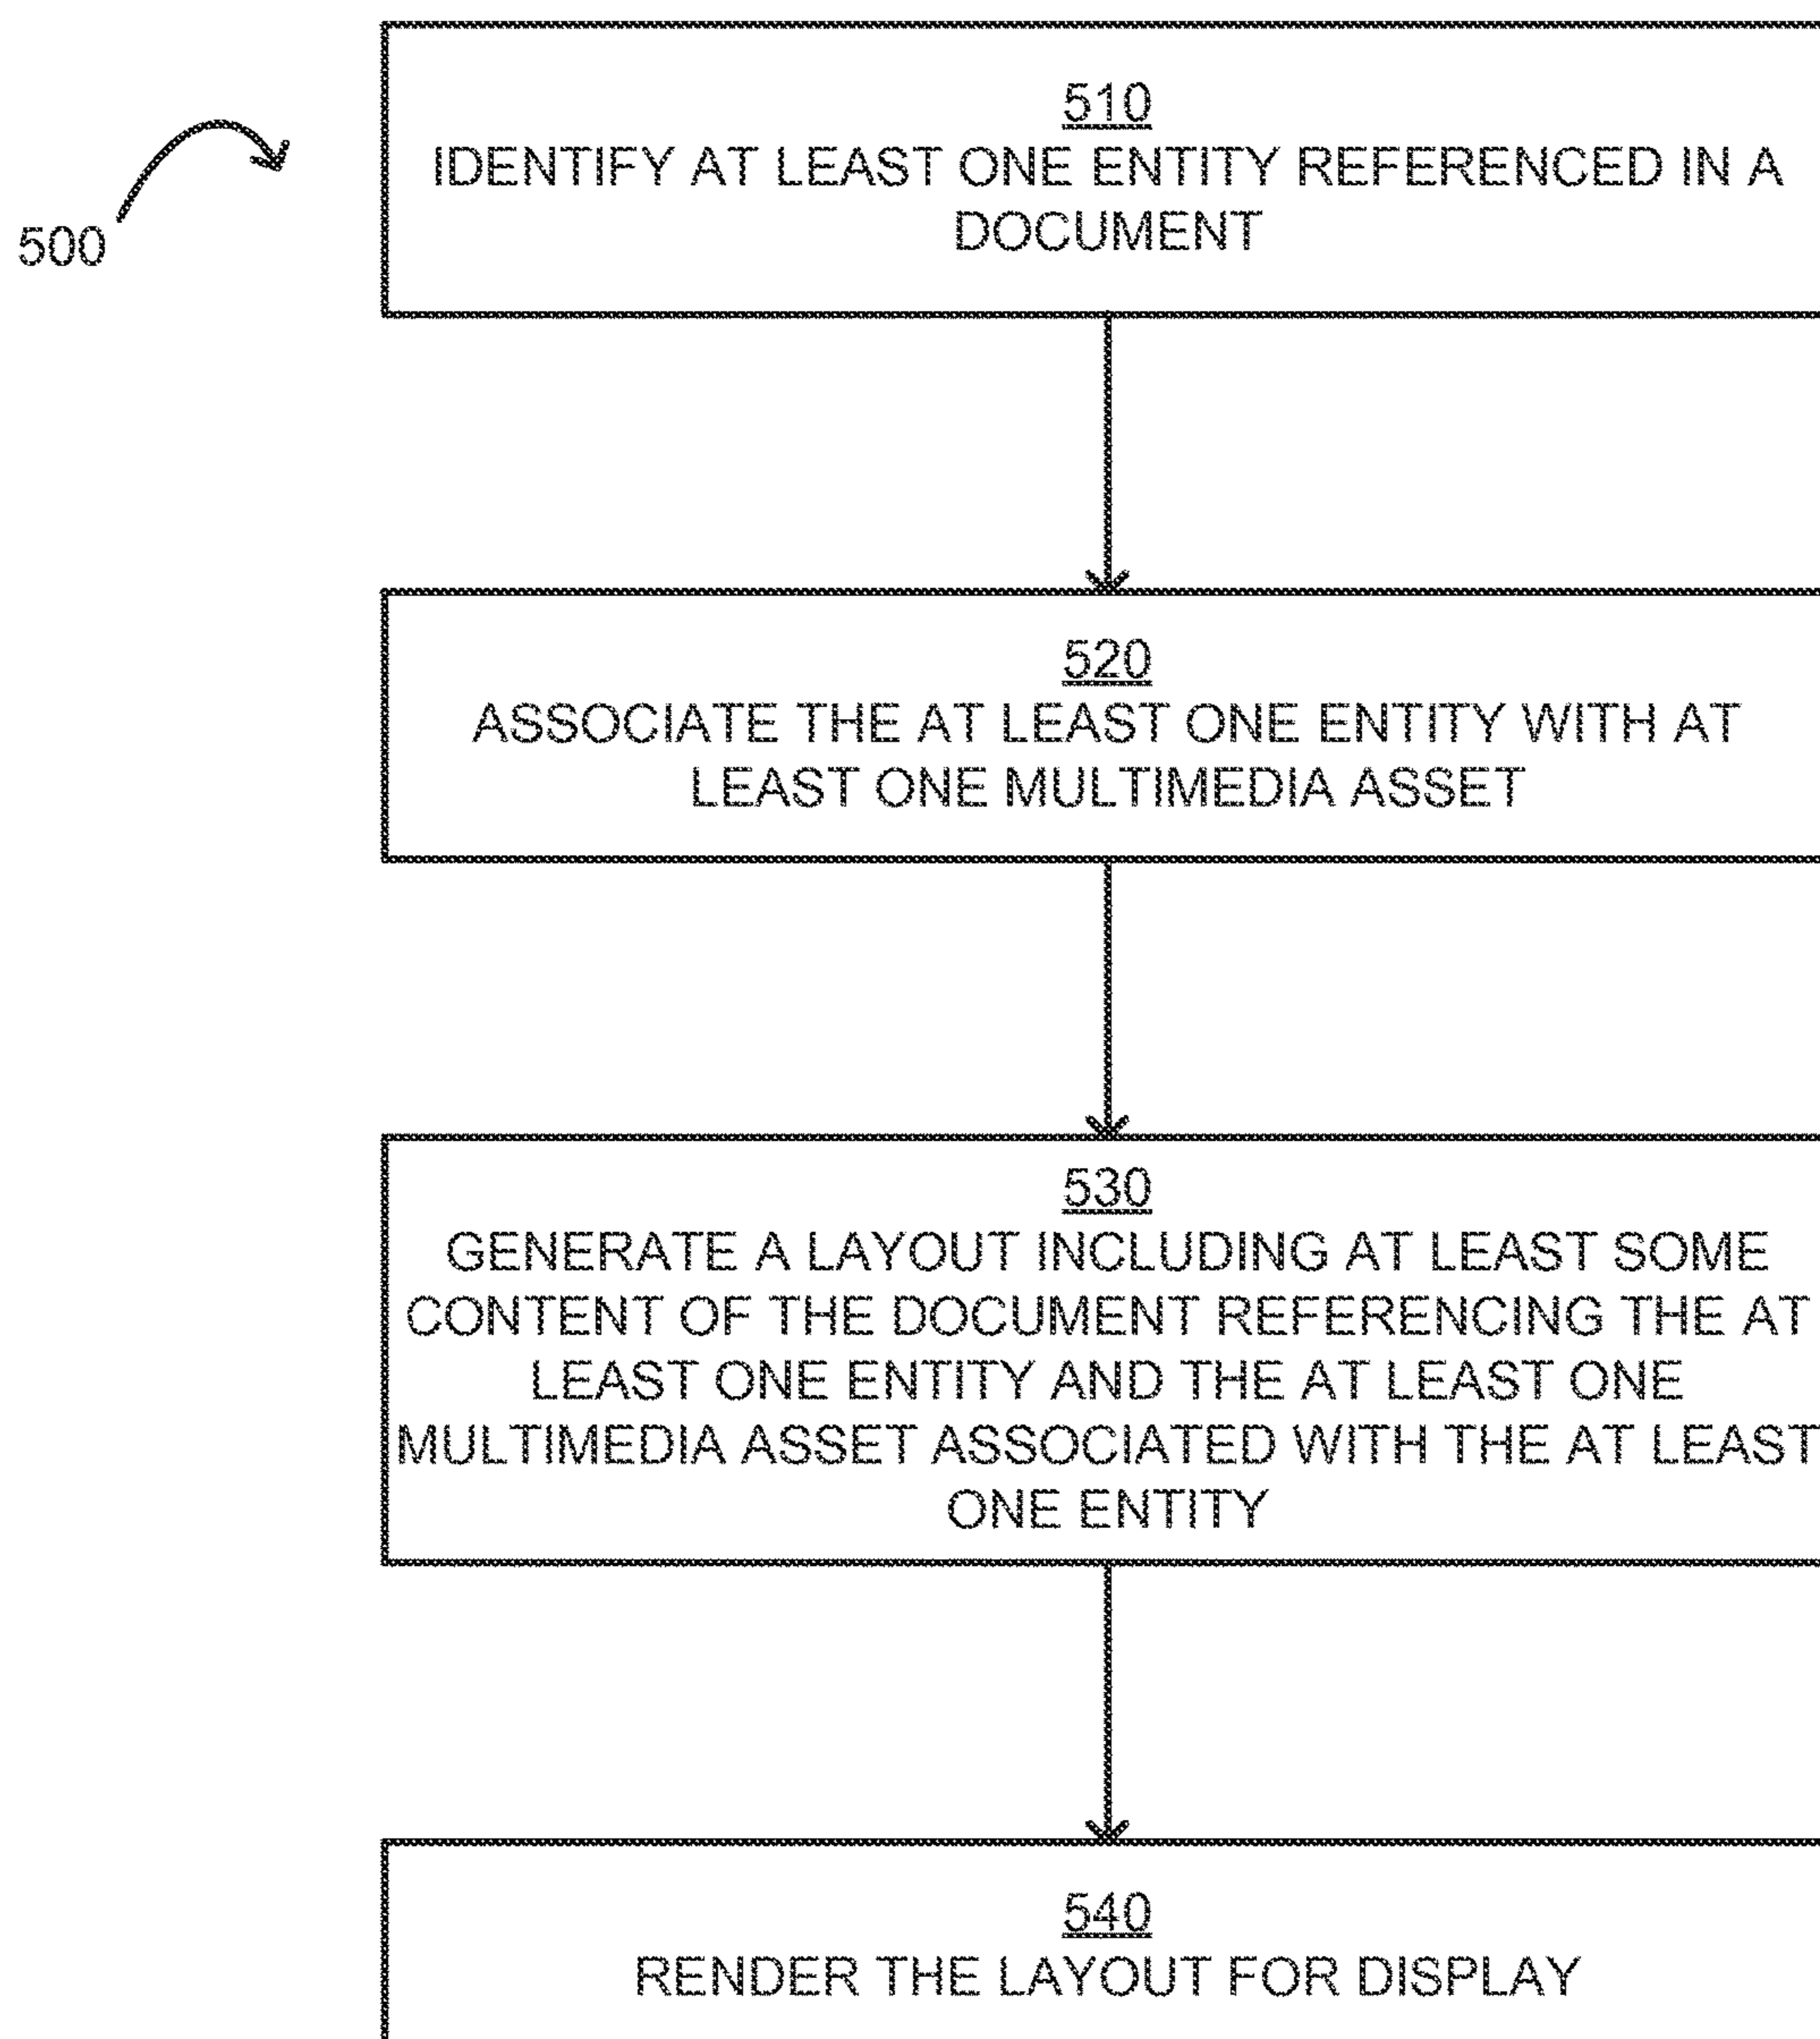 510
IDENTIFY AT LEAST ONE ENTITY REFERENCED IN A
DOCUMENT
500
520
ASSOCIATE THE AT LEAST ONE ENTITY WITH AT
LEAST ONE MULTIMEDIA ASSET
530
GENERATE A LAYOUT INCLUDING AT LEAST SOME
CONTENT OF THE DOCUMENT REFERENCING THE AT
LEAST ONE ENTITY AND THE AT LEAST ONE
MULTIMEDIA ASSET ASSOCIATED WITH THE AT LEAST
ONE ENTITY
540
RENDER THE LAYOUT FOR DISPLAY